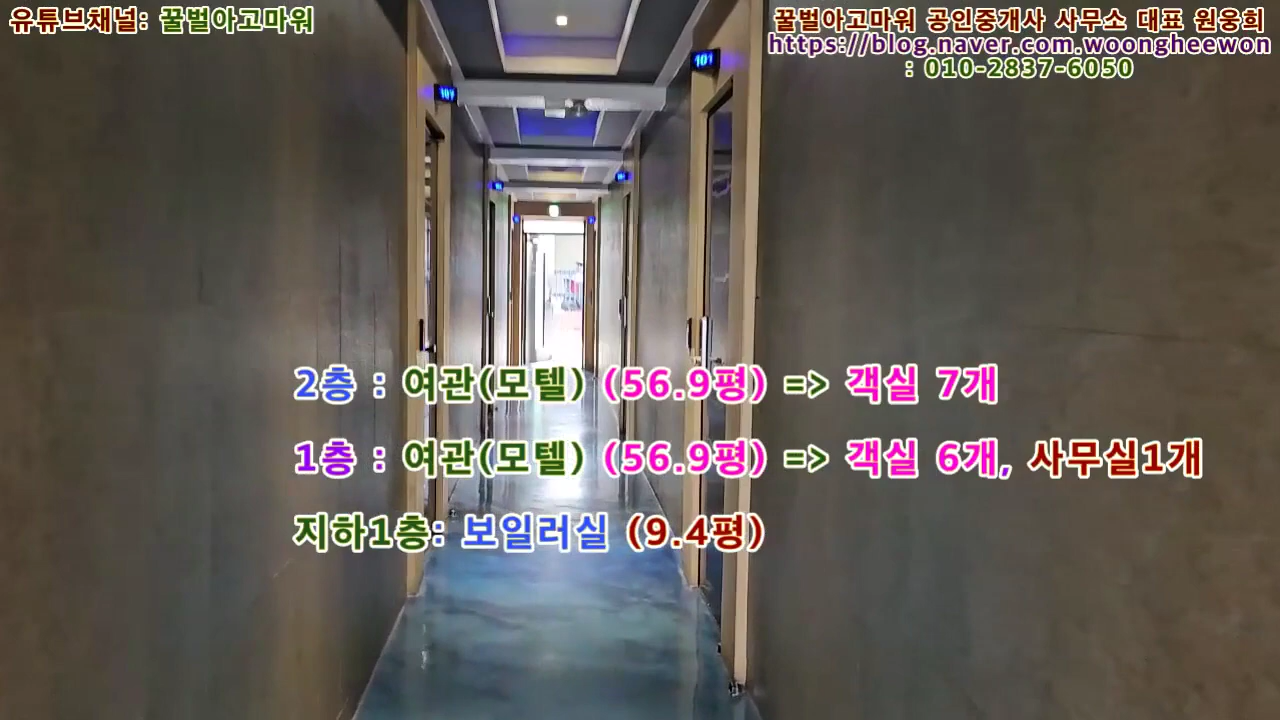 유튜브채널: 꿀벌아고마워
꿀벌아고마워 공인중개사 사무소 대표 원웅희
https://blog.naver.com.woongheewon
: 010-2837-6050
101
2층 : 여관(모텔) (56.9평) => 객실 7개
1층 : 여관(모텔) (56.9평) => 객실 6개, 사무실1개
지하1층: 보일러실 (9.4평)